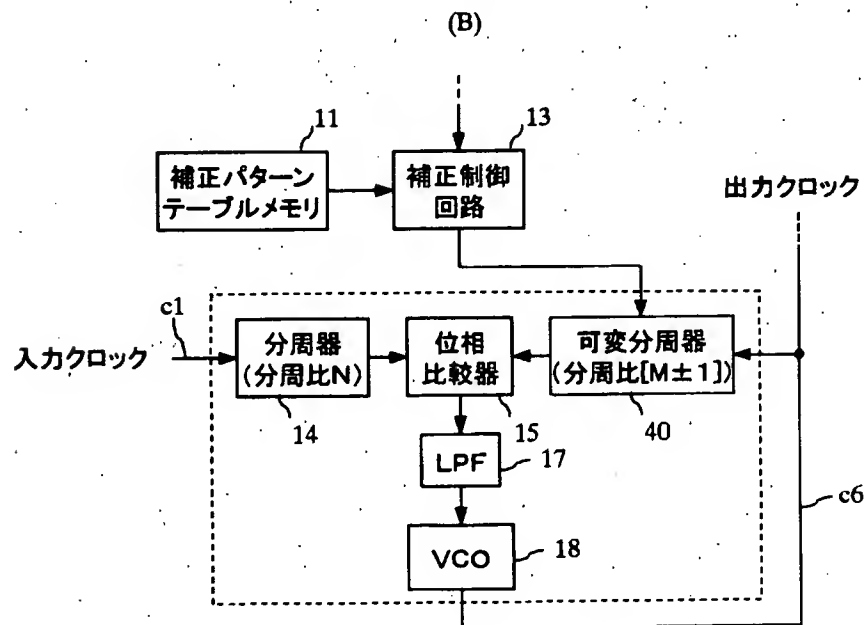 (B)
11
13
補正パターン
テーブルメモリ
補正制御
回路
出力クロック
c1
入力クロック
分周器
(分周比N)
位相
比較器
可変分周器
(分周比[M±1])
14
15
40
LPF
17
c6
VCO
18